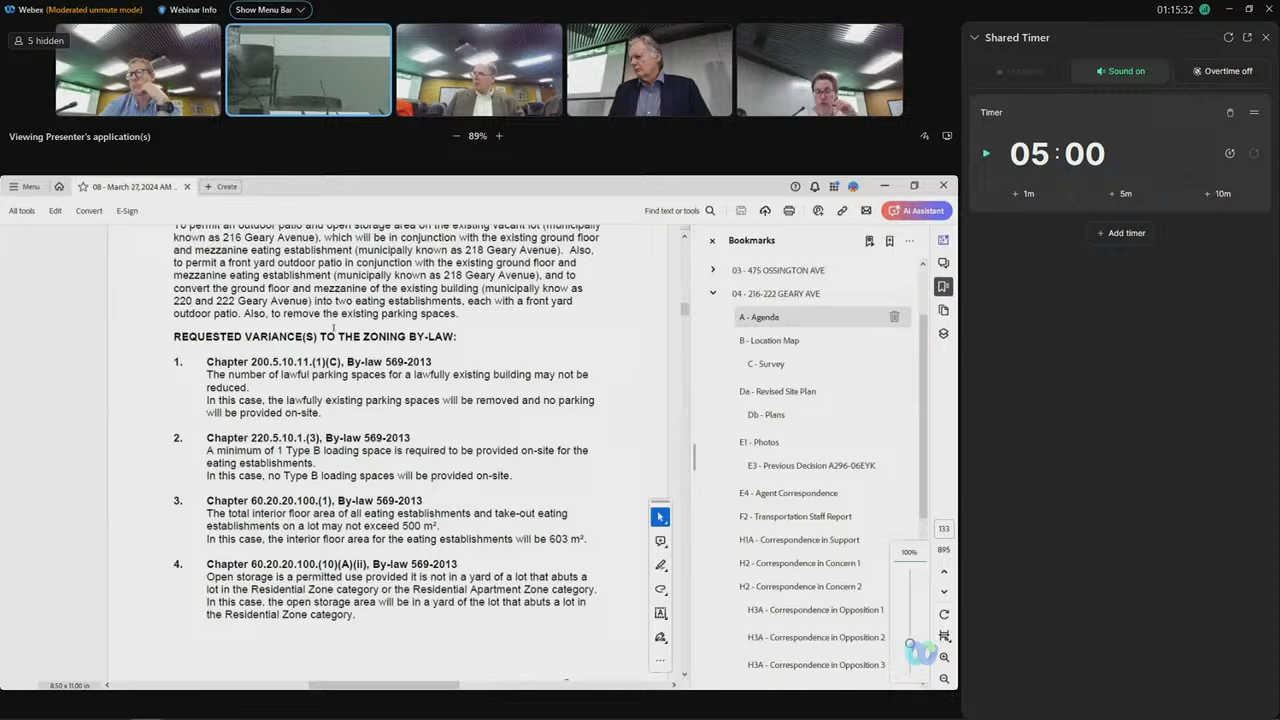 Webex (Moderated unmute mode)
Webinar Info
Show Menu Bar
01:15:32
5 hidden
Shared Timer
Sound on
Overtime off
Viewing Presenter's application(s)
89%
Timer
05:00
+ 1m
+ 5m
+ 10m
+ Add timer
Menu
08 - March 27, 2024 AM ..
+ Create
All tools
Edit
Convert
E-Sign
Find text or tools
AI Assistant
To permit an outdoor patio and open storage area on the existing vacant lot (municipally
known as 216 Geary Avenue), which will be in conjunction with the existing ground floor
and mezzanine eating establishment (municipally known as 218 Geary Avenue). Also,
to permit a front yard outdoor patio in conjunction with the existing ground floor and
mezzanine eating establishment (municipally known as 218 Geary Avenue), and to
convert the ground floor and mezzanine of the existing building (municipally know as
220 and 222 Geary Avenue) into two eating establishments, each with a front yard
outdoor patio. Also, to remove the existing parking spaces.
REQUESTED VARIANCE(S) TO THE ZONING BY-LAW:
1. Chapter 200.5.10.11.(1)(C), By-law 569-2013
The number of lawful parking spaces for a lawfully existing building may not be
reduced.
In this case, the lawfully existing parking spaces will be removed and no parking
will be provided on-site.
2. Chapter 220.5.10.1.(3), By-law 569-2013
A minimum of 1 Type B loading space is required to be provided on-site for the
eating establishments.
In this case, no Type B loading spaces will be provided on-site.
3. Chapter 60.20.20.100.(1), By-law 569-2013
The total interior floor area of all eating establishments and take-out eating
establishments on a lot may not exceed 500 m².
In this case, the interior floor area for the eating establishments will be 603 m².
4. Chapter 60.20.20.100.(10)(A)(ii), By-law 569-2013
Open storage is a permitted use provided it is not in a yard of a lot that abuts a
lot in the Residential Zone category or the Residential Apartment Zone category.
In this case, the open storage area will be in a yard of the lot that abuts a lot in
the Residential Zone category.
8.50 x 11.00 in
Bookmarks
03 - 475 OSSINGTON AVE
04 - 216-222 GEARY AVE
A - Agenda
B - Location Map
C - Survey
Da - Revised Site Plan
Db - Plans
E1 - Photos
E3 - Previous Decision A296-06EYK
E4 - Agent Correspondence
F2 - Transportation Staff Report
H1A - Correspondence in Support
H2 - Correspondence in Concern 1
H2 - Correspondence in Concern 2
H3A - Correspondence in Opposition 1
H3A - Correspondence in Opposition 2
H3A - Correspondence in Opposition 3
133
895
100%